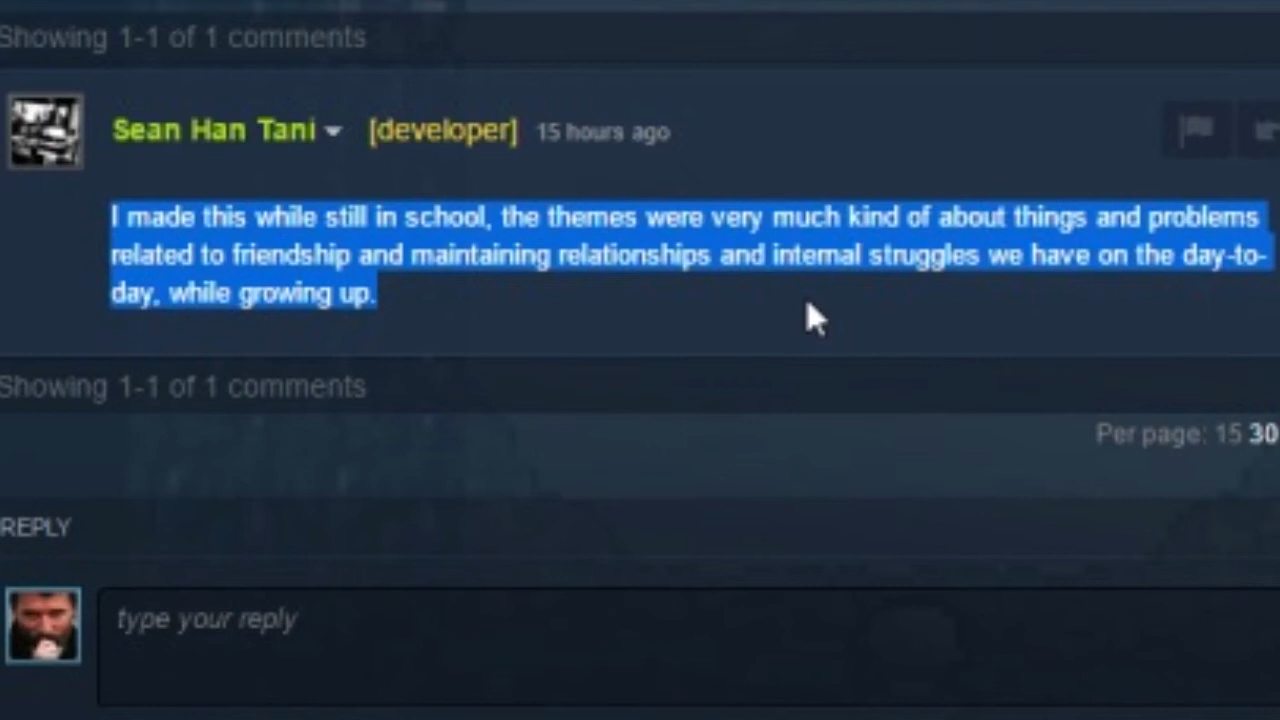 Showing 1-1 of 1 comments
Sean Han Tani [developer] 15 hours ago
I made this while still in school, the themes were very much kind of about things and problems
related to friendship and maintaining relationships and internal struggles we have on the day-to-
day, while growing up.
Showing 1-1 of 1 comments
Per page: 15 30
REPLY
type your reply